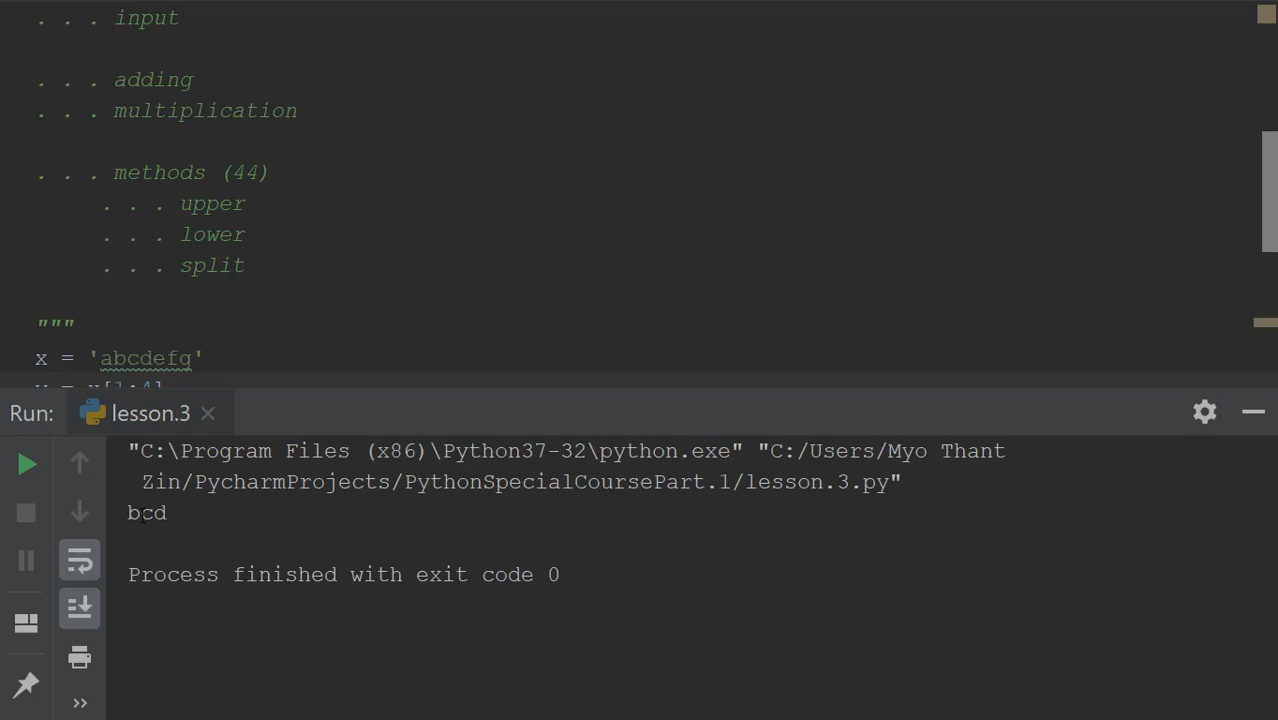 . . . input
. . . adding
. . . multiplication
. . . methods (44)
. . . upper
. . . lower
. . . split
"""
x = 'abcdefg'
Run: lesson.3
"C:\Program Files (x86)\Python37-32\python.exe" "C:/Users/Myo Thant
Zin/PycharmProjects/PythonSpecialCoursePart.1/lesson.3.py"
bcd
Process finished with exit code 0